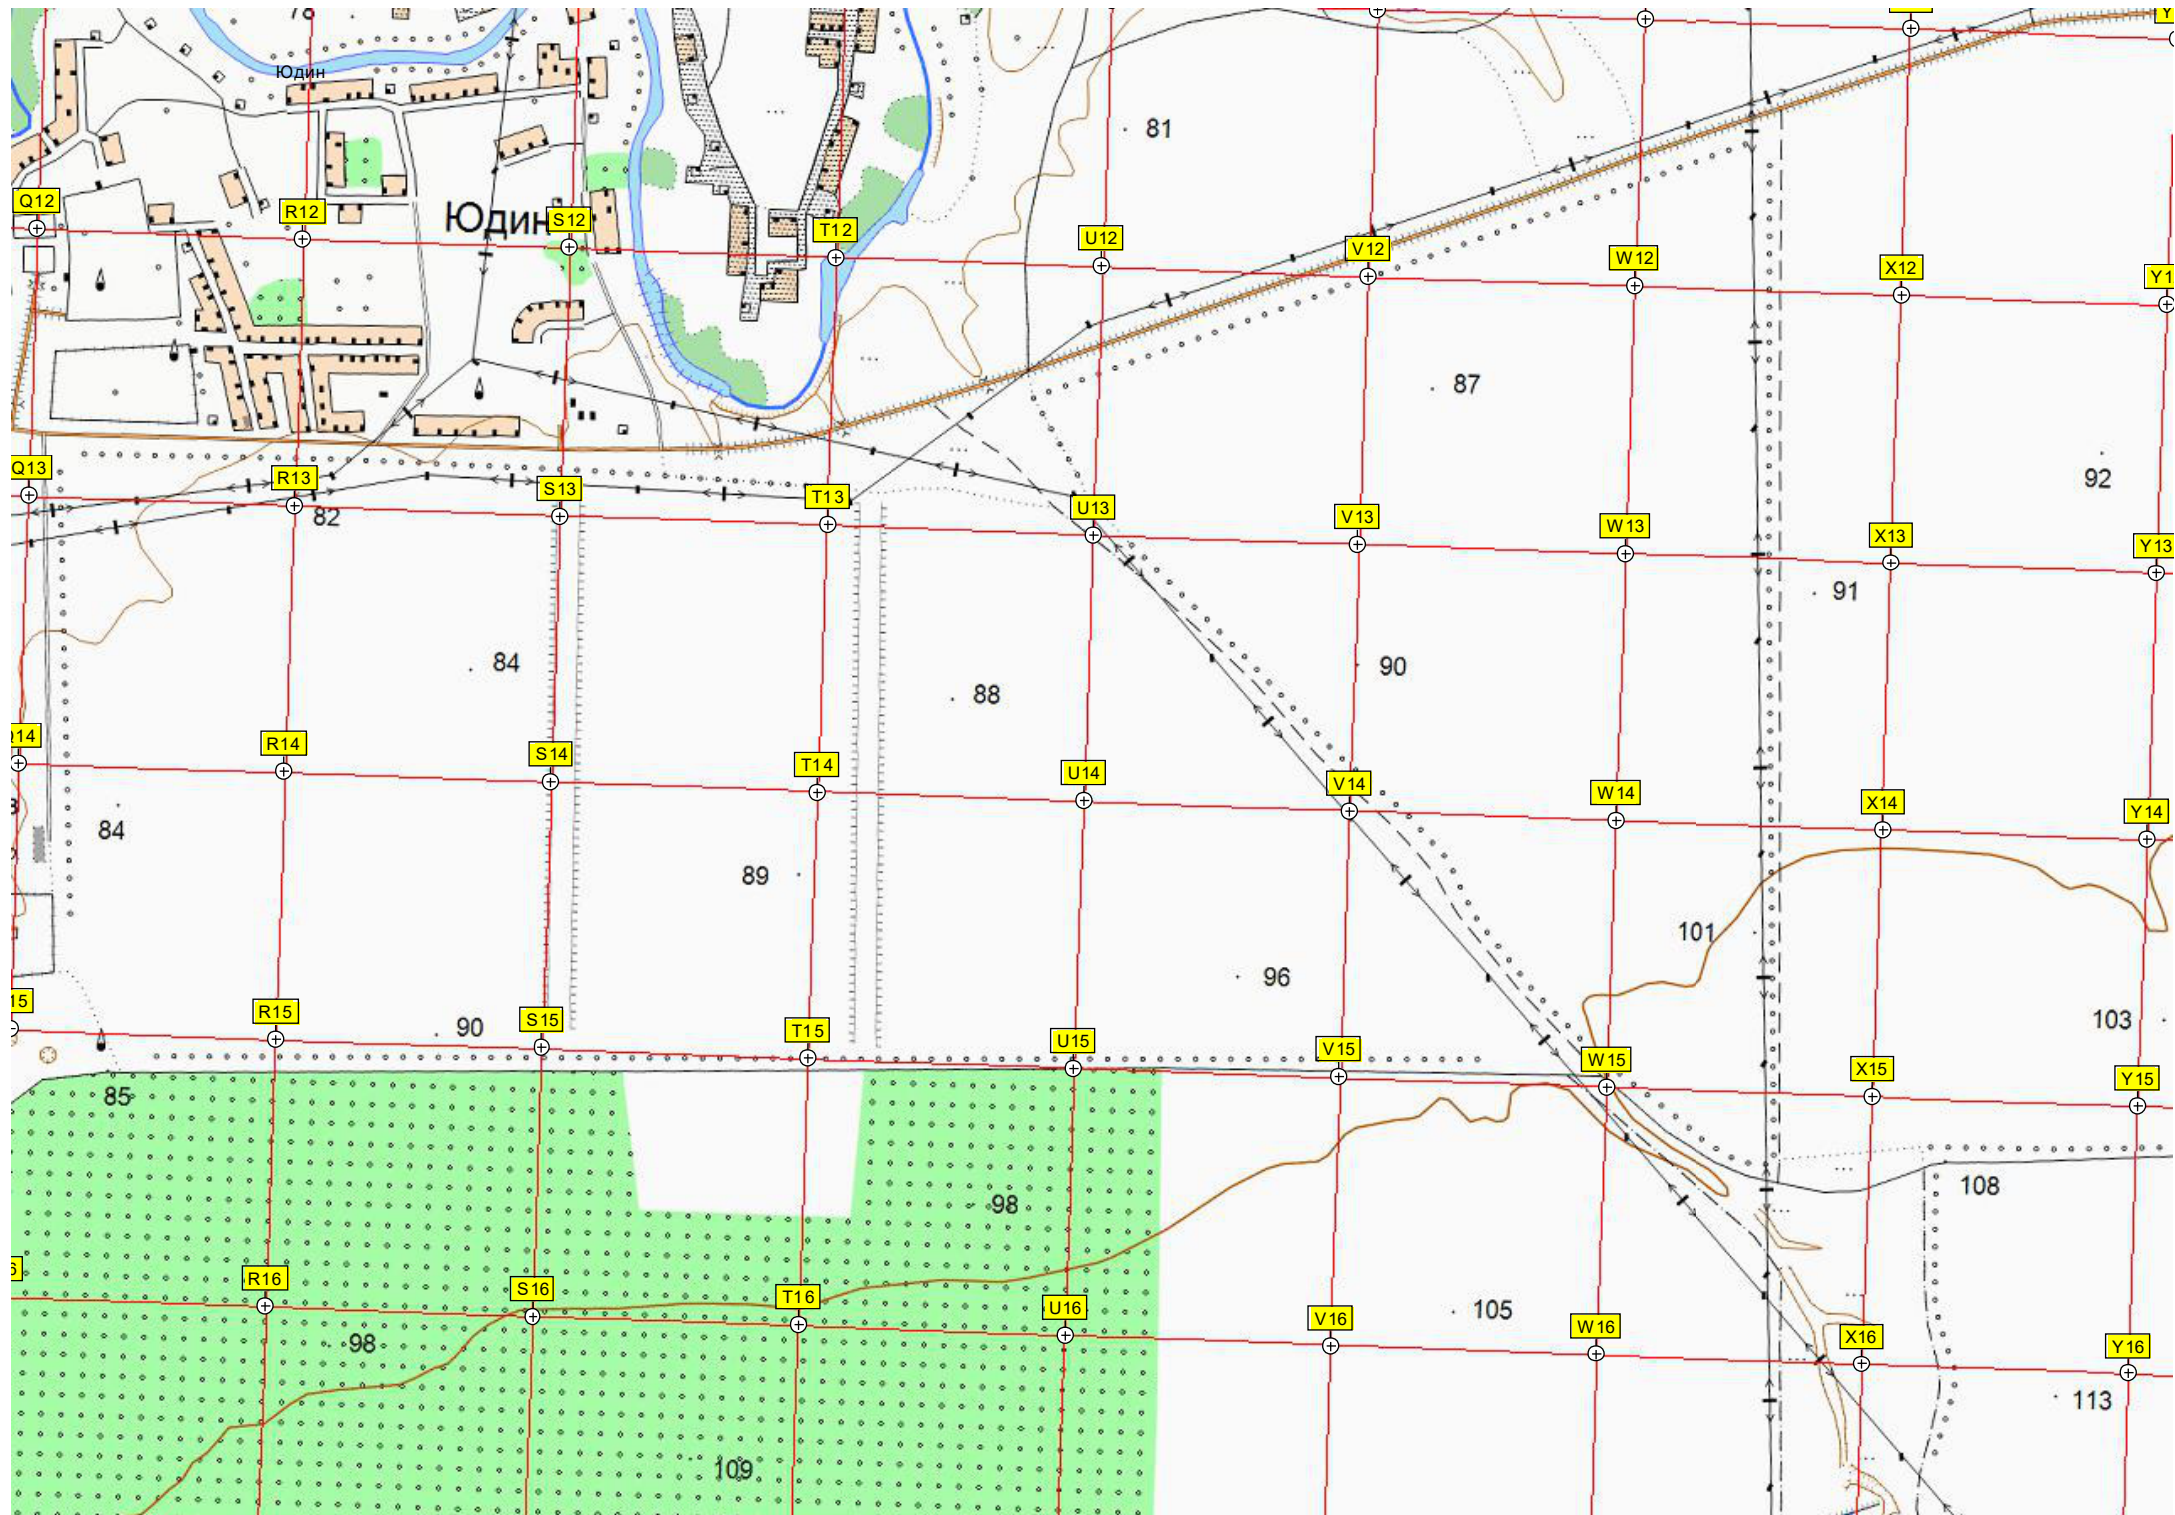 Юдин
81
Q12
R12
Юдин
S12
T12
U12
V12
W12
X12
87
92
Q13
R13
S13
T13
U13
V13
W13
X13
Y13
82
91
84
88
90
R14
S14
T14
U14
V14
W14
X14
Y14
84
89
101
96
103
90
R15
S15
T15
U15
V15
W15
X15
Y15
85
98
108
R16
S16
T16
U16
V16
W16
X16
Y16
98
105
113
109